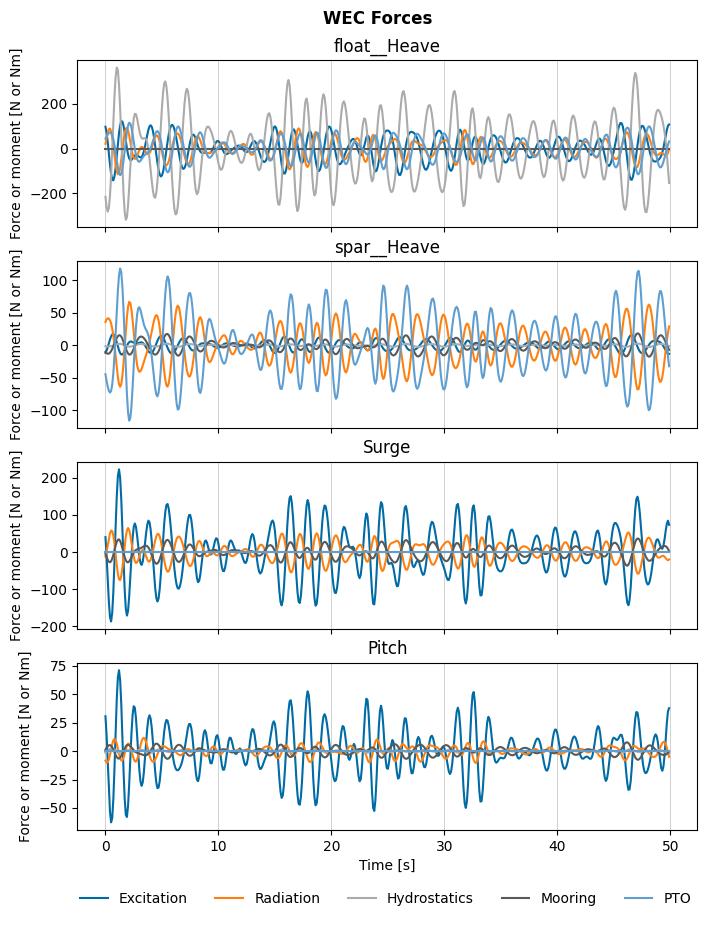 WEC Forces
float__Heave
Force or moment [N or Nm]
200
0
−200
spar__Heave
Force or moment [N or Nm]
100
50
0
−50
−100
Surge
Force or moment [N or Nm]
200
100
0
−100
−200
Pitch
Force or moment [N or Nm]
75
50
25
0
−25
−50
0 10 20 30 40 50
Time [s]
Excitation Radiation Hydrostatics Mooring PTO